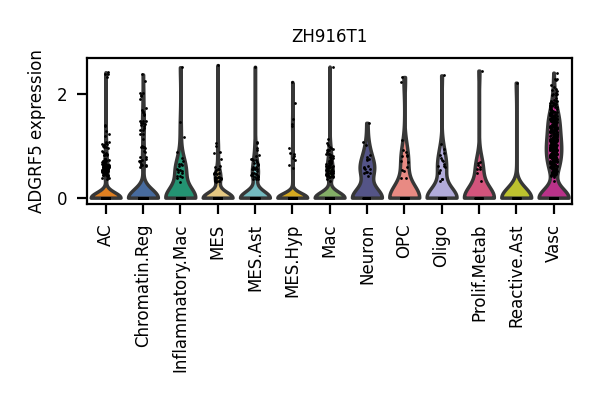 ZH916T1
ADGRF5 expression
2
0
AC
Chromatin.Reg
Inflammatory.Mac
MES
MES.Ast
MES.Hyp
Mac
Neuron
OPC
Oligo
Prolif.Metab
Reactive.Ast
Vasc